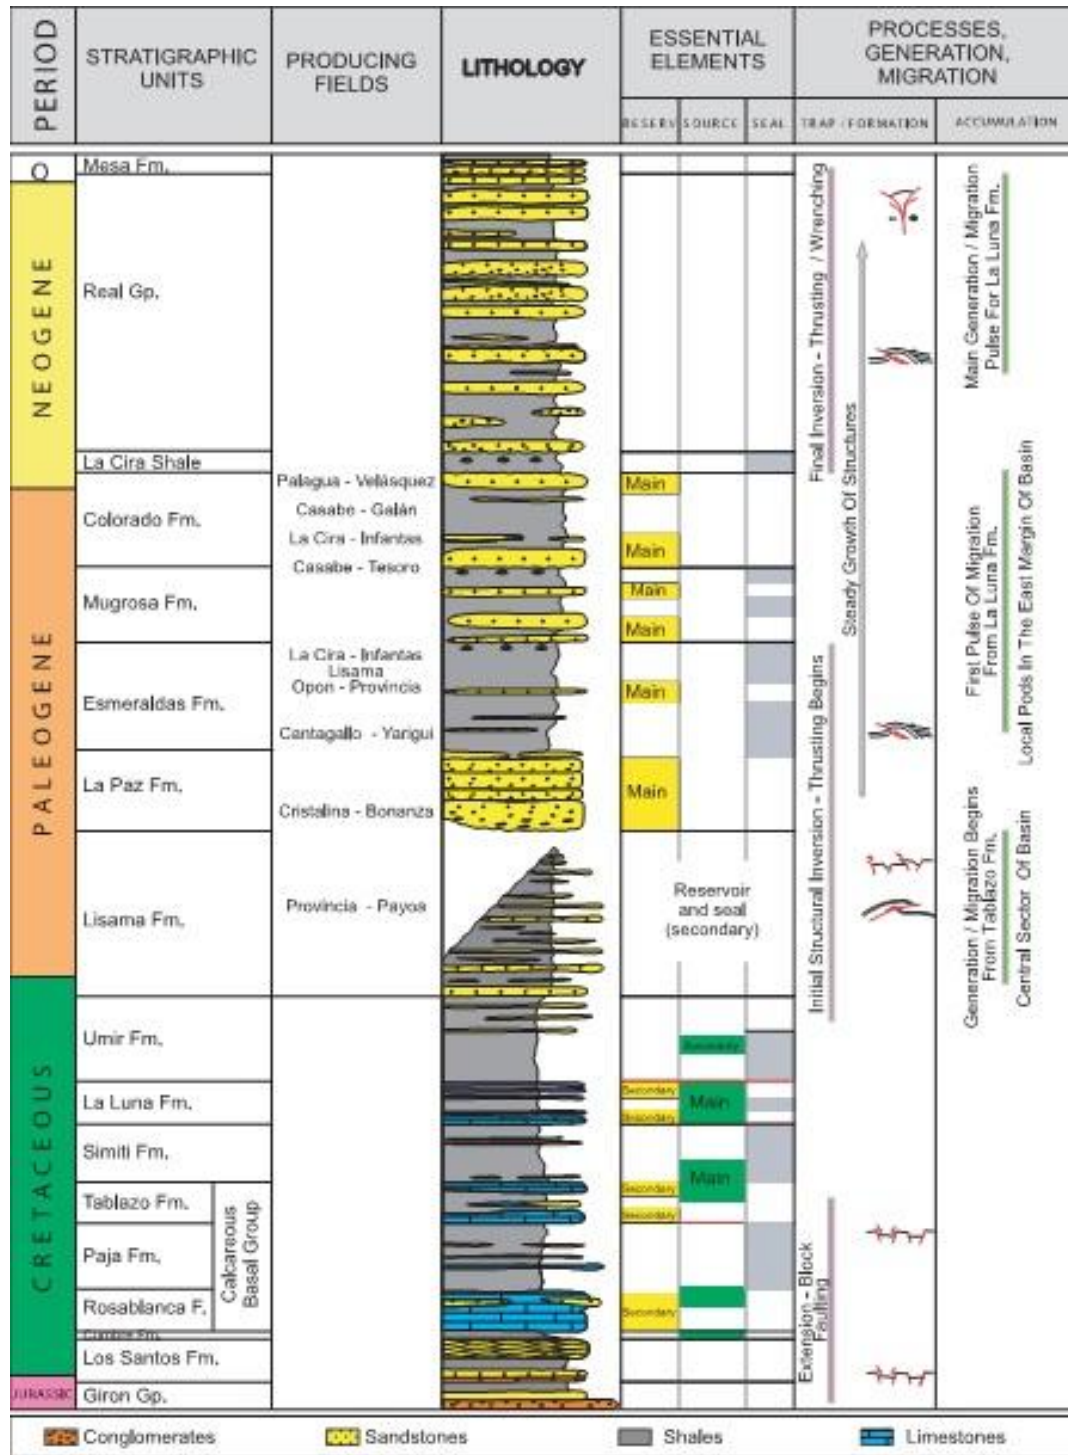 PERIOD
STRATIGRAPHIC
UNITS
PRODUCING
FIELDS
LITHOLOGY
ESSENTIAL
ELEMENTS
PROCESSES,
GENERATION,
MIGRATION
RESERV
SOURCE
SEAL
TRAP / FORMATION
ACCUMULATION
Q
NEOGENE
PALEOGENE
CRETACEOUS
JURASSIC
Mesa Fm.
Real Gp.
La Cira Shale
Colorado Fm.
Mugrosa Fm.
Esmeraldas Fm.
La Paz Fm.
Lisama Fm.
Umir Fm.
La Luna Fm.
Simiti Fm.
Tablazo Fm.
Paja Fm.
Rosablanca F.
Cumbre Fm.
Los Santos Fm.
Giron Gp.
Calcareous
Basal Group
Palagua - Velásquez
Casabe - Galán
La Cira - Infantas
Casabe - Tesoro
La Cira - Infantas
Lisama
Opon - Provincia
Cantagallo - Yarigui
Cristalina - Bonanza
Provincia - Payoa
Main
Main
Main
Main
Main
Main
Reservoir
and seal
(secondary)
Secondary
Secondary
Main
Secondary
Main
Secondary
Secondary
Secondary
Final Inversion - Thrusting / Wrenching
Steady Growth Of Structures
Initial Structural Inversion - Thrusting Begins
Extension - Block
Faulting
Main Generation / Migration
Pulse For La Luna Fm.
First Pulse Of Migration
From La Luna Fm.
Local Pods In The East Margin Of Basin
Generation / Migration Begins
From Tablazo Fm.
Central Sector Of Basin
Conglomerates
Sandstones
Shales
Limestones